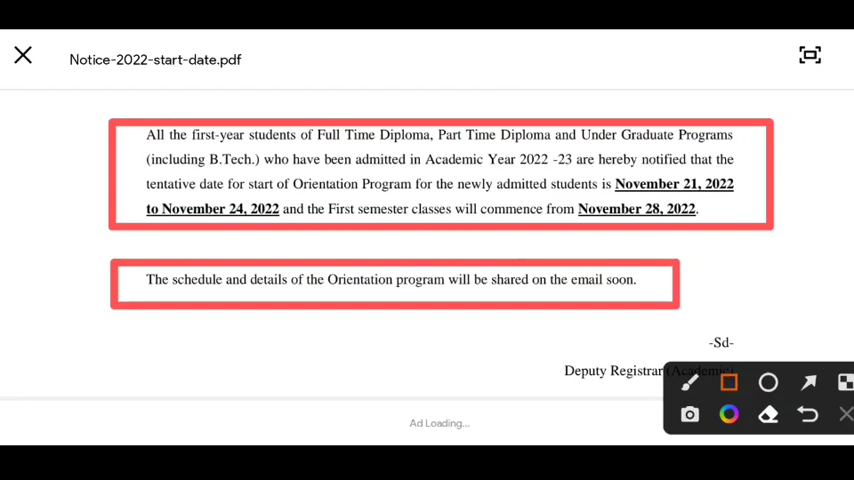 Notice-2022-start-date.pdf
All the first-year students of Full Time Diploma, Part Time Diploma and Under Graduate Programs
(including B.Tech.) who have been admitted in Academic Year 2022 -23 are hereby notified that the
tentative date for start of Orientation Program for the newly admitted students is November 21, 2022
to November 24, 2022 and the First semester classes will commence from November 28, 2022.
The schedule and details of the Orientation program will be shared on the email soon.
-Sd-
Deputy Registrar (Academic)
Ad Loading...